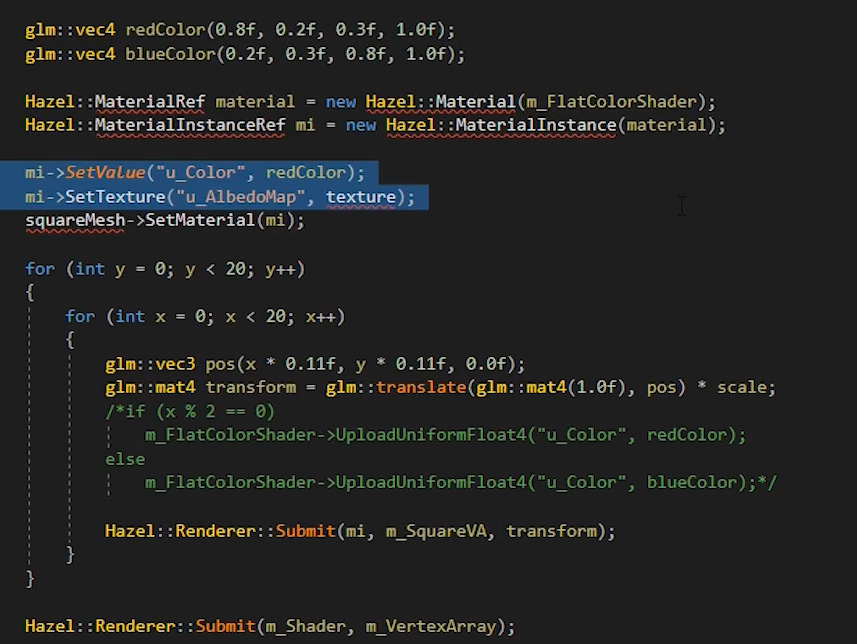 glm::vec4 redColor(0.8f, 0.2f, 0.3f, 1.0f);
glm::vec4 blueColor(0.2f, 0.3f, 0.8f, 1.0f);
Hazel::MaterialRef material = new Hazel::Material(m_FlatColorShader);
Hazel::MaterialInstanceRef mi = new Hazel::MaterialInstance(material);
mi->SetValue("u_Color", redColor);
mi->SetTexture("u_AlbedoMap", texture);
squareMesh->SetMaterial(mi);
for (int y = 0; y < 20; y++)
{
for (int x = 0; x < 20; x++)
{
glm::vec3 pos(x * 0.11f, y * 0.11f, 0.0f);
glm::mat4 transform = glm::translate(glm::mat4(1.0f), pos) * scale;
/*if (x % 2 == 0)
m_FlatColorShader->UploadUniformFloat4("u_Color", redColor);
else
m_FlatColorShader->UploadUniformFloat4("u_Color", blueColor);*/
Hazel::Renderer::Submit(mi, m_SquareVA, transform);
}
}
Hazel::Renderer::Submit(m_Shader, m_VertexArray);